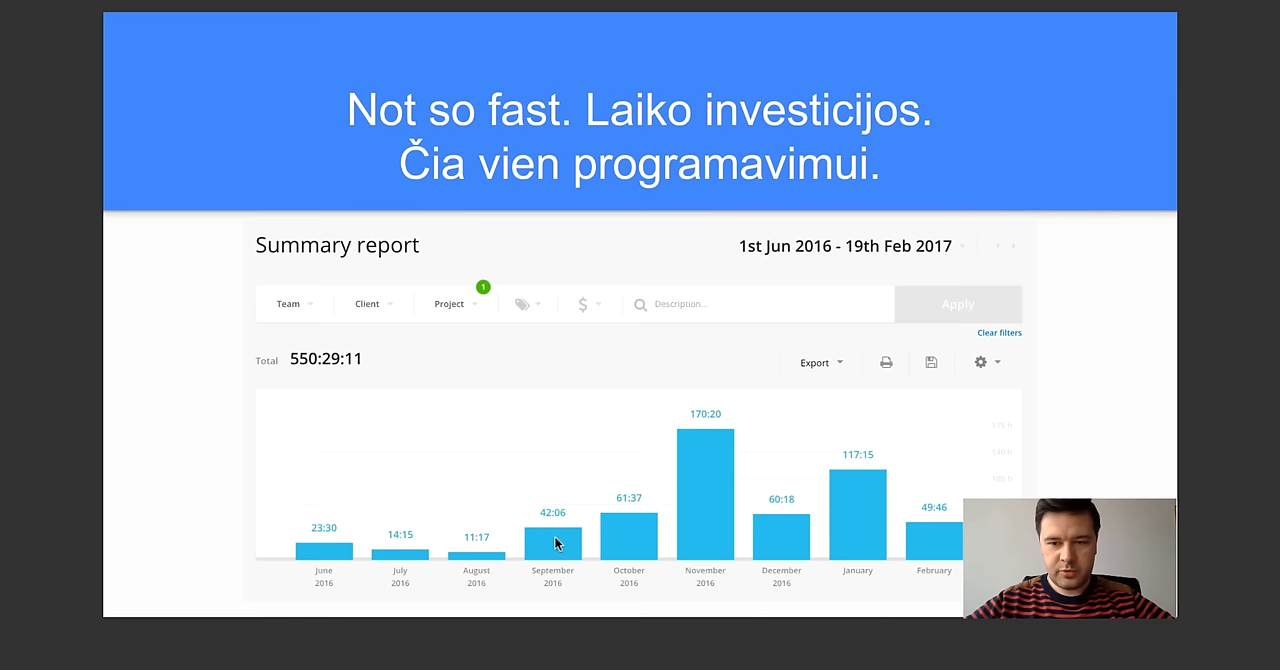 Not so fast. Laiko investicijos.
Čia vien programavimui.
Summary report
1st Jun 2016 - 19th Feb 2017
1
Team
Client
Project
$
Description...
Apply
Clear filters
Total 550:29:11
Export
170:20
175 h
117:15
140 h
105 h
61:37
60:18
49:46
42:06
23:30
14:15
11:17
June 2016
July 2016
August 2016
September 2016
October 2016
November 2016
December 2016
January
February